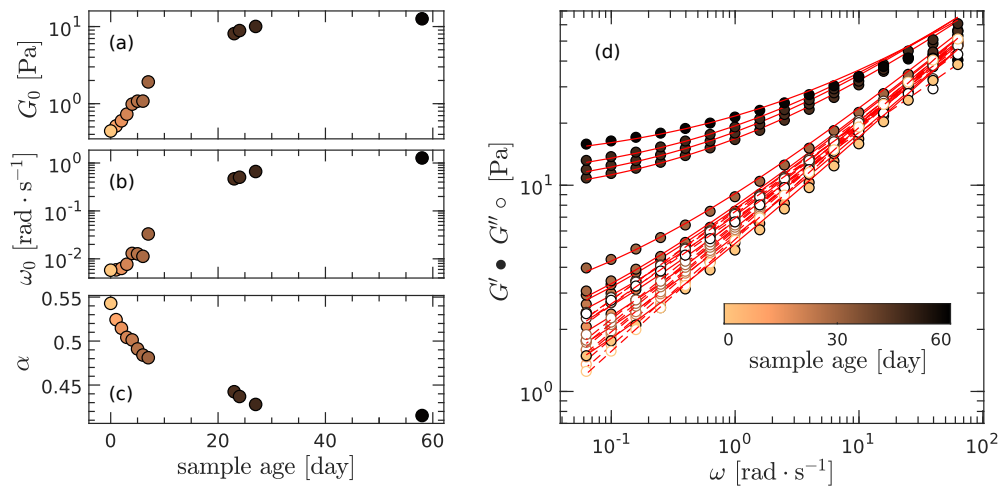 (a)
G₀ [Pa]
10¹
10⁰
(b)
ω₀ [rad · s⁻¹]
10⁰
10⁻¹
10⁻²
(c)
α
0.55
0.5
0.45
0 20 40 60
sample age [day]
(d)
G′ ● G″ ○ [Pa]
10¹
10⁰
0 30 60
sample age [day]
10⁻¹ 10⁰ 10¹ 10²
ω [rad · s⁻¹]